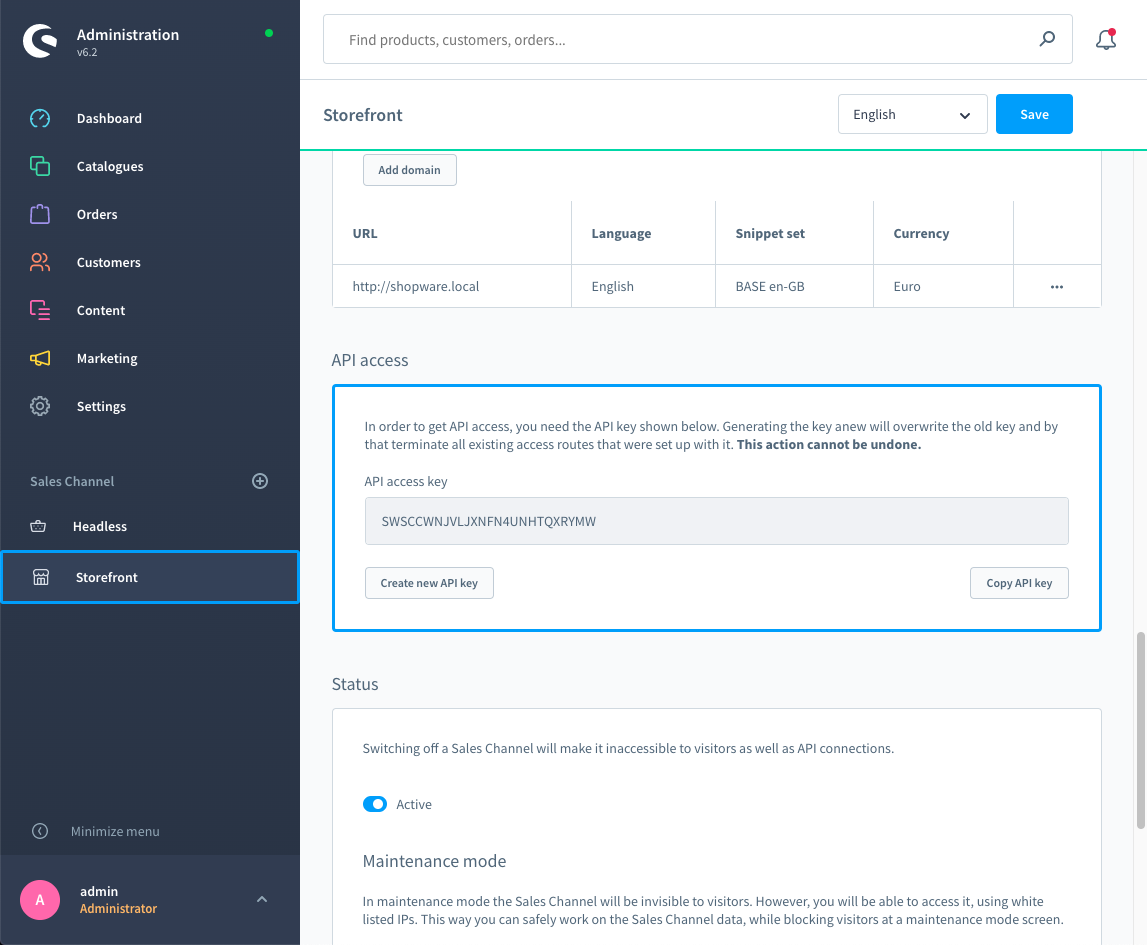 Administration
v6.2
Dashboard
Catalogues
Orders
Customers
Content
Marketing
Settings
Sales Channel
Headless
Storefront
Minimize menu
A
admin
Administrator
Find products, customers, orders...
Storefront
English
Save
Add domain
URL Language Snippet set Currency
http://shopware.local English BASE en-GB Euro
API access
In order to get API access, you need the API key shown below. Generating the key anew will overwrite the old key and by
that terminate all existing access routes that were set up with it. This action cannot be undone.
API access key
SWSCCWNJVLJXNFN4UNHTQXRYMW
Create new API key
Copy API key
Status
Switching off a Sales Channel will make it inaccessible to visitors as well as API connections.
Active
Maintenance mode
In maintenance mode the Sales Channel will be invisible to visitors. However, you will be able to access it, using white
listed IPs. This way you can safely work on the Sales Channel data, while blocking visitors at a maintenance mode screen.